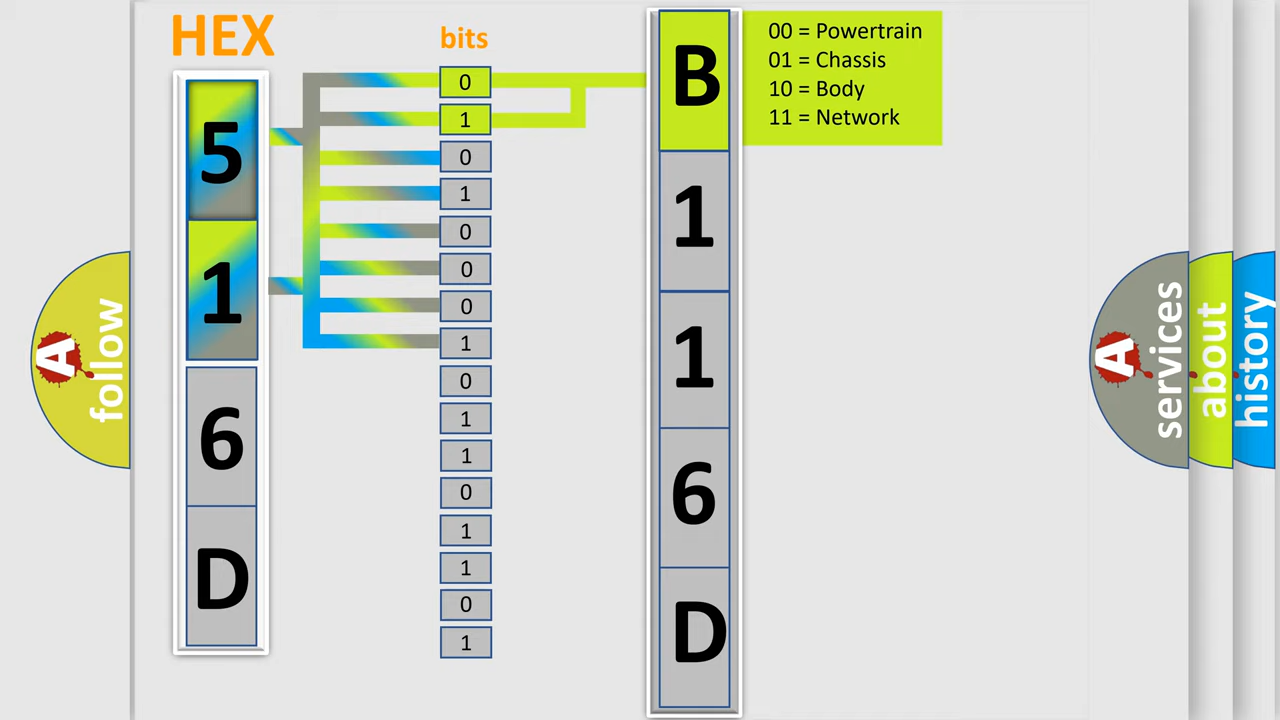 HEX
bits
5
1
6
D
0
1
0
1
0
0
0
1
0
1
1
0
1
1
0
1
B
1
1
6
D
00 = Powertrain
01 = Chassis
10 = Body
11 = Network
A follow
A services
about
history